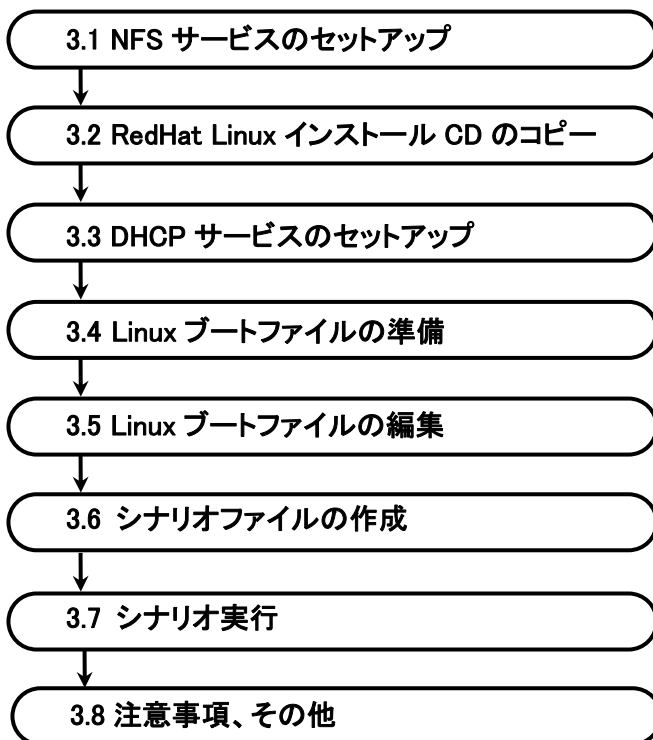 3.1 NFS サービスのセットアップ
3.2 RedHat Linux インストール CD のコピー
3.3 DHCP サービスのセットアップ
3.4 Linux ブートファイルの準備
3.5 Linux ブートファイルの編集
3.6 シナリオファイルの作成
3.7 シナリオ実行
3.8 注意事項、その他